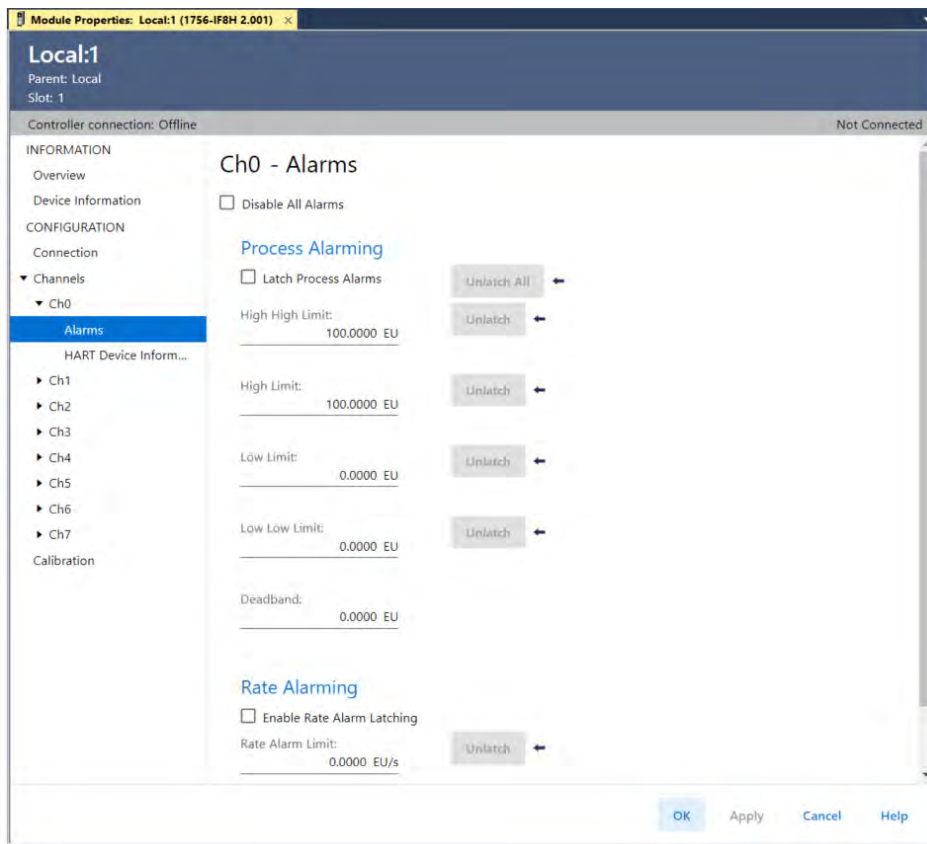 Module Properties: Local:1 (1756-IF8H 2.001) ×
Local:1
Parent: Local
Slot: 1
Controller connection: Offline
Not Connected
INFORMATION
Overview
Device Information
CONFIGURATION
Connection
Channels
Ch0
Alarms
HART Device Inform...
Ch1
Ch2
Ch3
Ch4
Ch5
Ch6
Ch7
Calibration
Ch0 - Alarms
Disable All Alarms
Process Alarming
Latch Process Alarms
Unlatch All
High High Limit:
100.0000 EU
Unlatch
High Limit:
100.0000 EU
Unlatch
Low Limit:
0.0000 EU
Unlatch
Low Low Limit:
0.0000 EU
Unlatch
Deadband:
0.0000 EU
Rate Alarming
Enable Rate Alarm Latching
Rate Alarm Limit:
0.0000 EU/s
Unlatch
OK
Apply
Cancel
Help